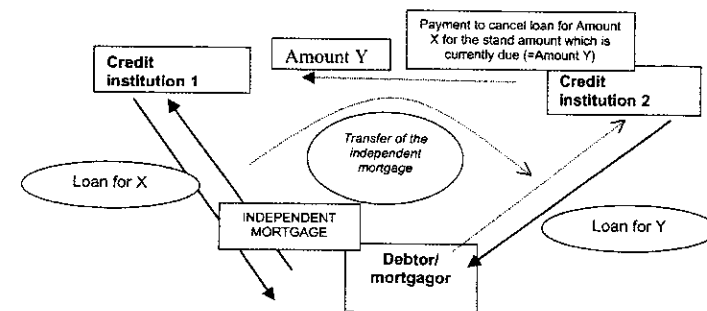 Payment to cancel loan for Amount
X for the stand amount which is
currently due (=Amount Y)
Amount Y
Credit
institution 1
Credit
institution 2
Transfer of the
independent
mortgage
Loan for X
INDEPENDENT
MORTGAGE
Loan for Y
Debtor/
mortgagor